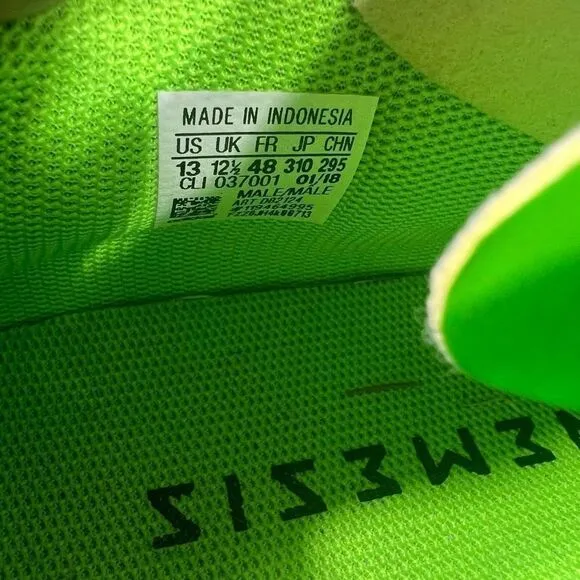 MADE IN INDONESIA
US UK FR JP CHN
13 12½ 48 310 295
CLI 037001 01/18
MALE/MALE
ART DB2124
#119464995
NEMEZIZ